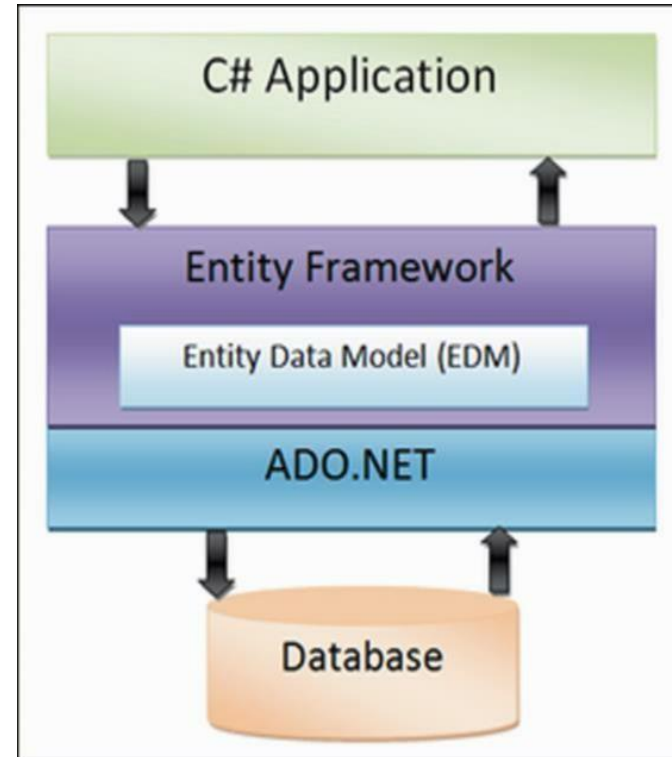 C# Application
Entity Framework
Entity Data Model (EDM)
ADO.NET
Database